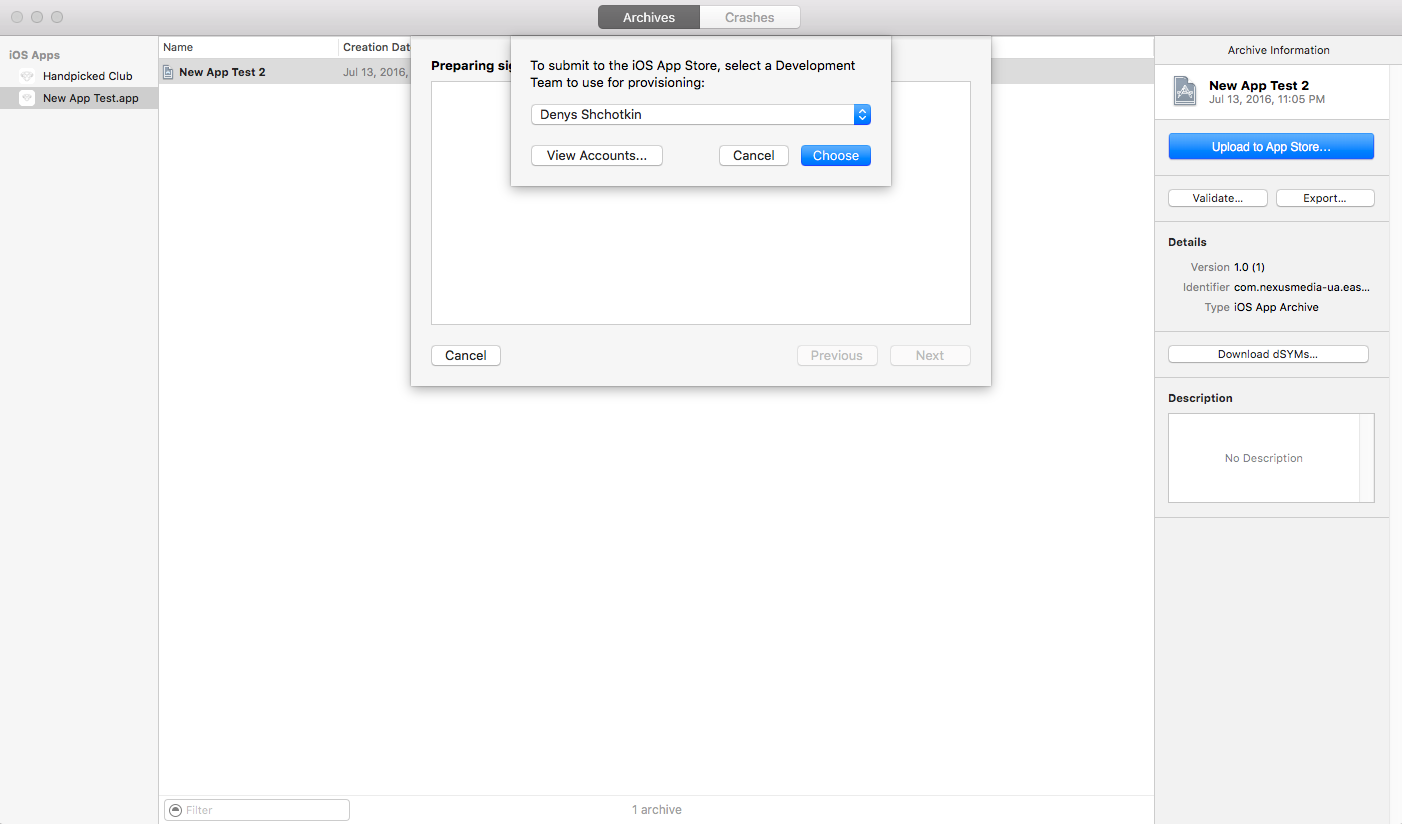 Archives
Crashes
iOS Apps
Handpicked Club
New App Test.app
Name
Creation Dat
New App Test 2
Jul 13, 2016,
Preparing sig
To submit to the iOS App Store, select a Development
Team to use for provisioning:
Denys Shchotkin
View Accounts...
Cancel
Choose
Cancel
Previous
Next
Filter
1 archive
Archive Information
New App Test 2
Jul 13, 2016, 11:05 PM
Upload to App Store...
Validate...
Export...
Details
Version 1.0 (1)
Identifier com.nexusmedia-ua.eas...
Type iOS App Archive
Download dSYMs...
Description
No Description